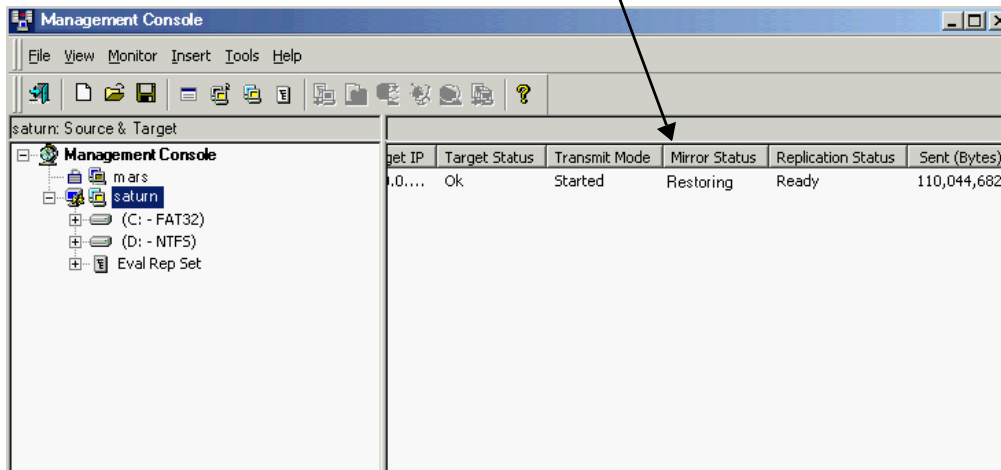 Management Console
File View Monitor Insert Tools Help
saturn: Source & Target
Management Console
mars
saturn
(C: - FAT32)
(D: - NTFS)
Eval Rep Set
get IP Target Status Transmit Mode Mirror Status Replication Status Sent (Bytes)
.0.... Ok Started Restoring Ready 110,044,682